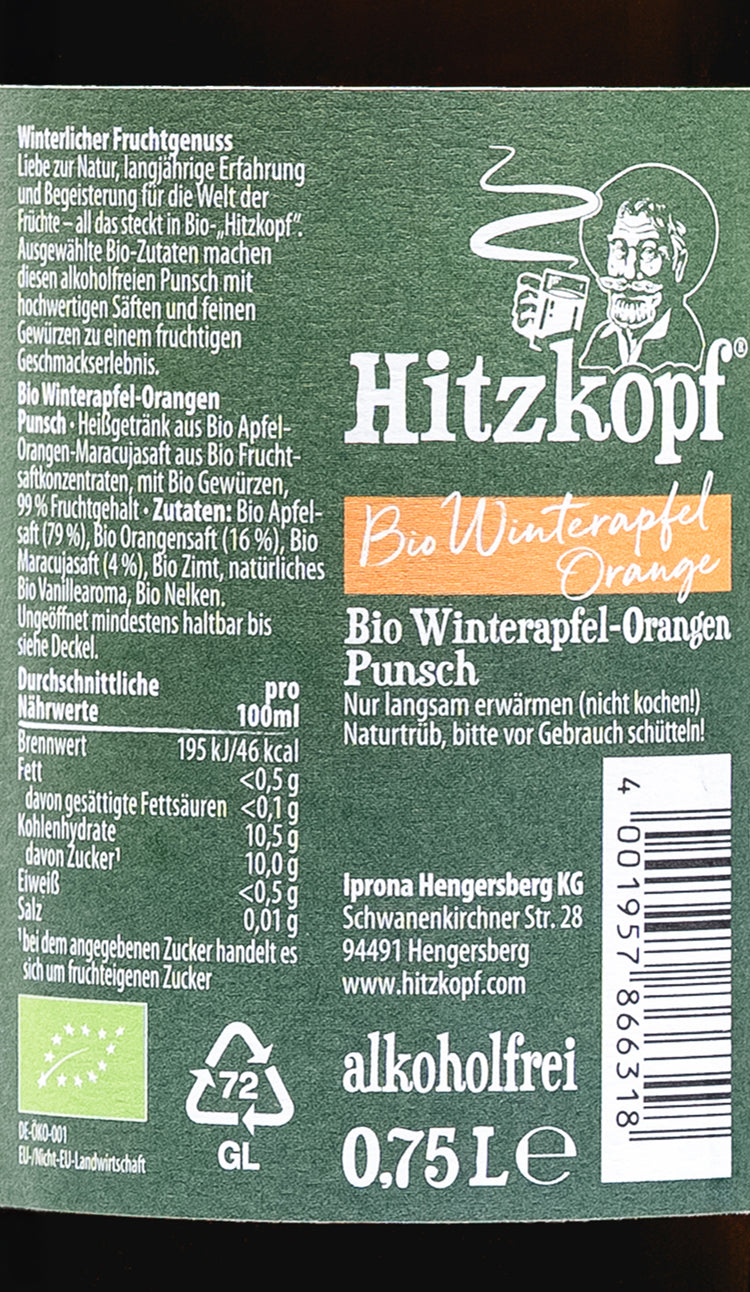 Winterlicher Fruchtgenuss
Liebe zur Natur, langjährige Erfahrung
und Begeisterung für die Welt der
Früchte – all das steckt in Bio-„Hitzkopf“.
Ausgewählte Bio-Zutaten machen
diesen alkoholfreien Punsch mit
hochwertigen Säften und feinen
Gewürzen zu einem fruchtigen
Geschmackserlebnis.
Bio Winterapfel-Orangen
Punsch · Heißgetränk aus Bio Apfel-
Orangen-Maracujasaft aus Bio Frucht-
saftkonzentraten, mit Bio Gewürzen,
99 % Fruchtgehalt · Zutaten: Bio Apfel-
saft (79 %), Bio Orangensaft (16 %), Bio
Maracujasaft (4 %), Bio Zimt, natürliches
Bio Vanillearoma, Bio Nelken.
Ungeöffnet mindestens haltbar bis
siehe Deckel.
Durchschnittliche pro
Nährwerte 100ml
Brennwert 195 kJ/46 kcal
Fett <0,5 g
davon gesättigte Fettsäuren <0,1 g
Kohlenhydrate 10,5 g
davon Zucker¹ 10,0 g
Eiweiß <0,5 g
Salz 0,01 g
¹bei dem angegebenen Zucker handelt es
sich um fruchteigenen Zucker
DE-ÖKO-001
EU-/Nicht-EU-Landwirtschaft
72
GL
Hitzkopf®
Bio Winterapfel
Orange
Bio Winterapfel-Orangen
Punsch
Nur langsam erwärmen (nicht kochen!)
Naturtrüb, bitte vor Gebrauch schütteln!
Iprona Hengersberg KG
Schwanenkirchner Str. 28
94491 Hengersberg
www.hitzkopf.com
alkoholfrei
0,75 L e
4 001957 866318